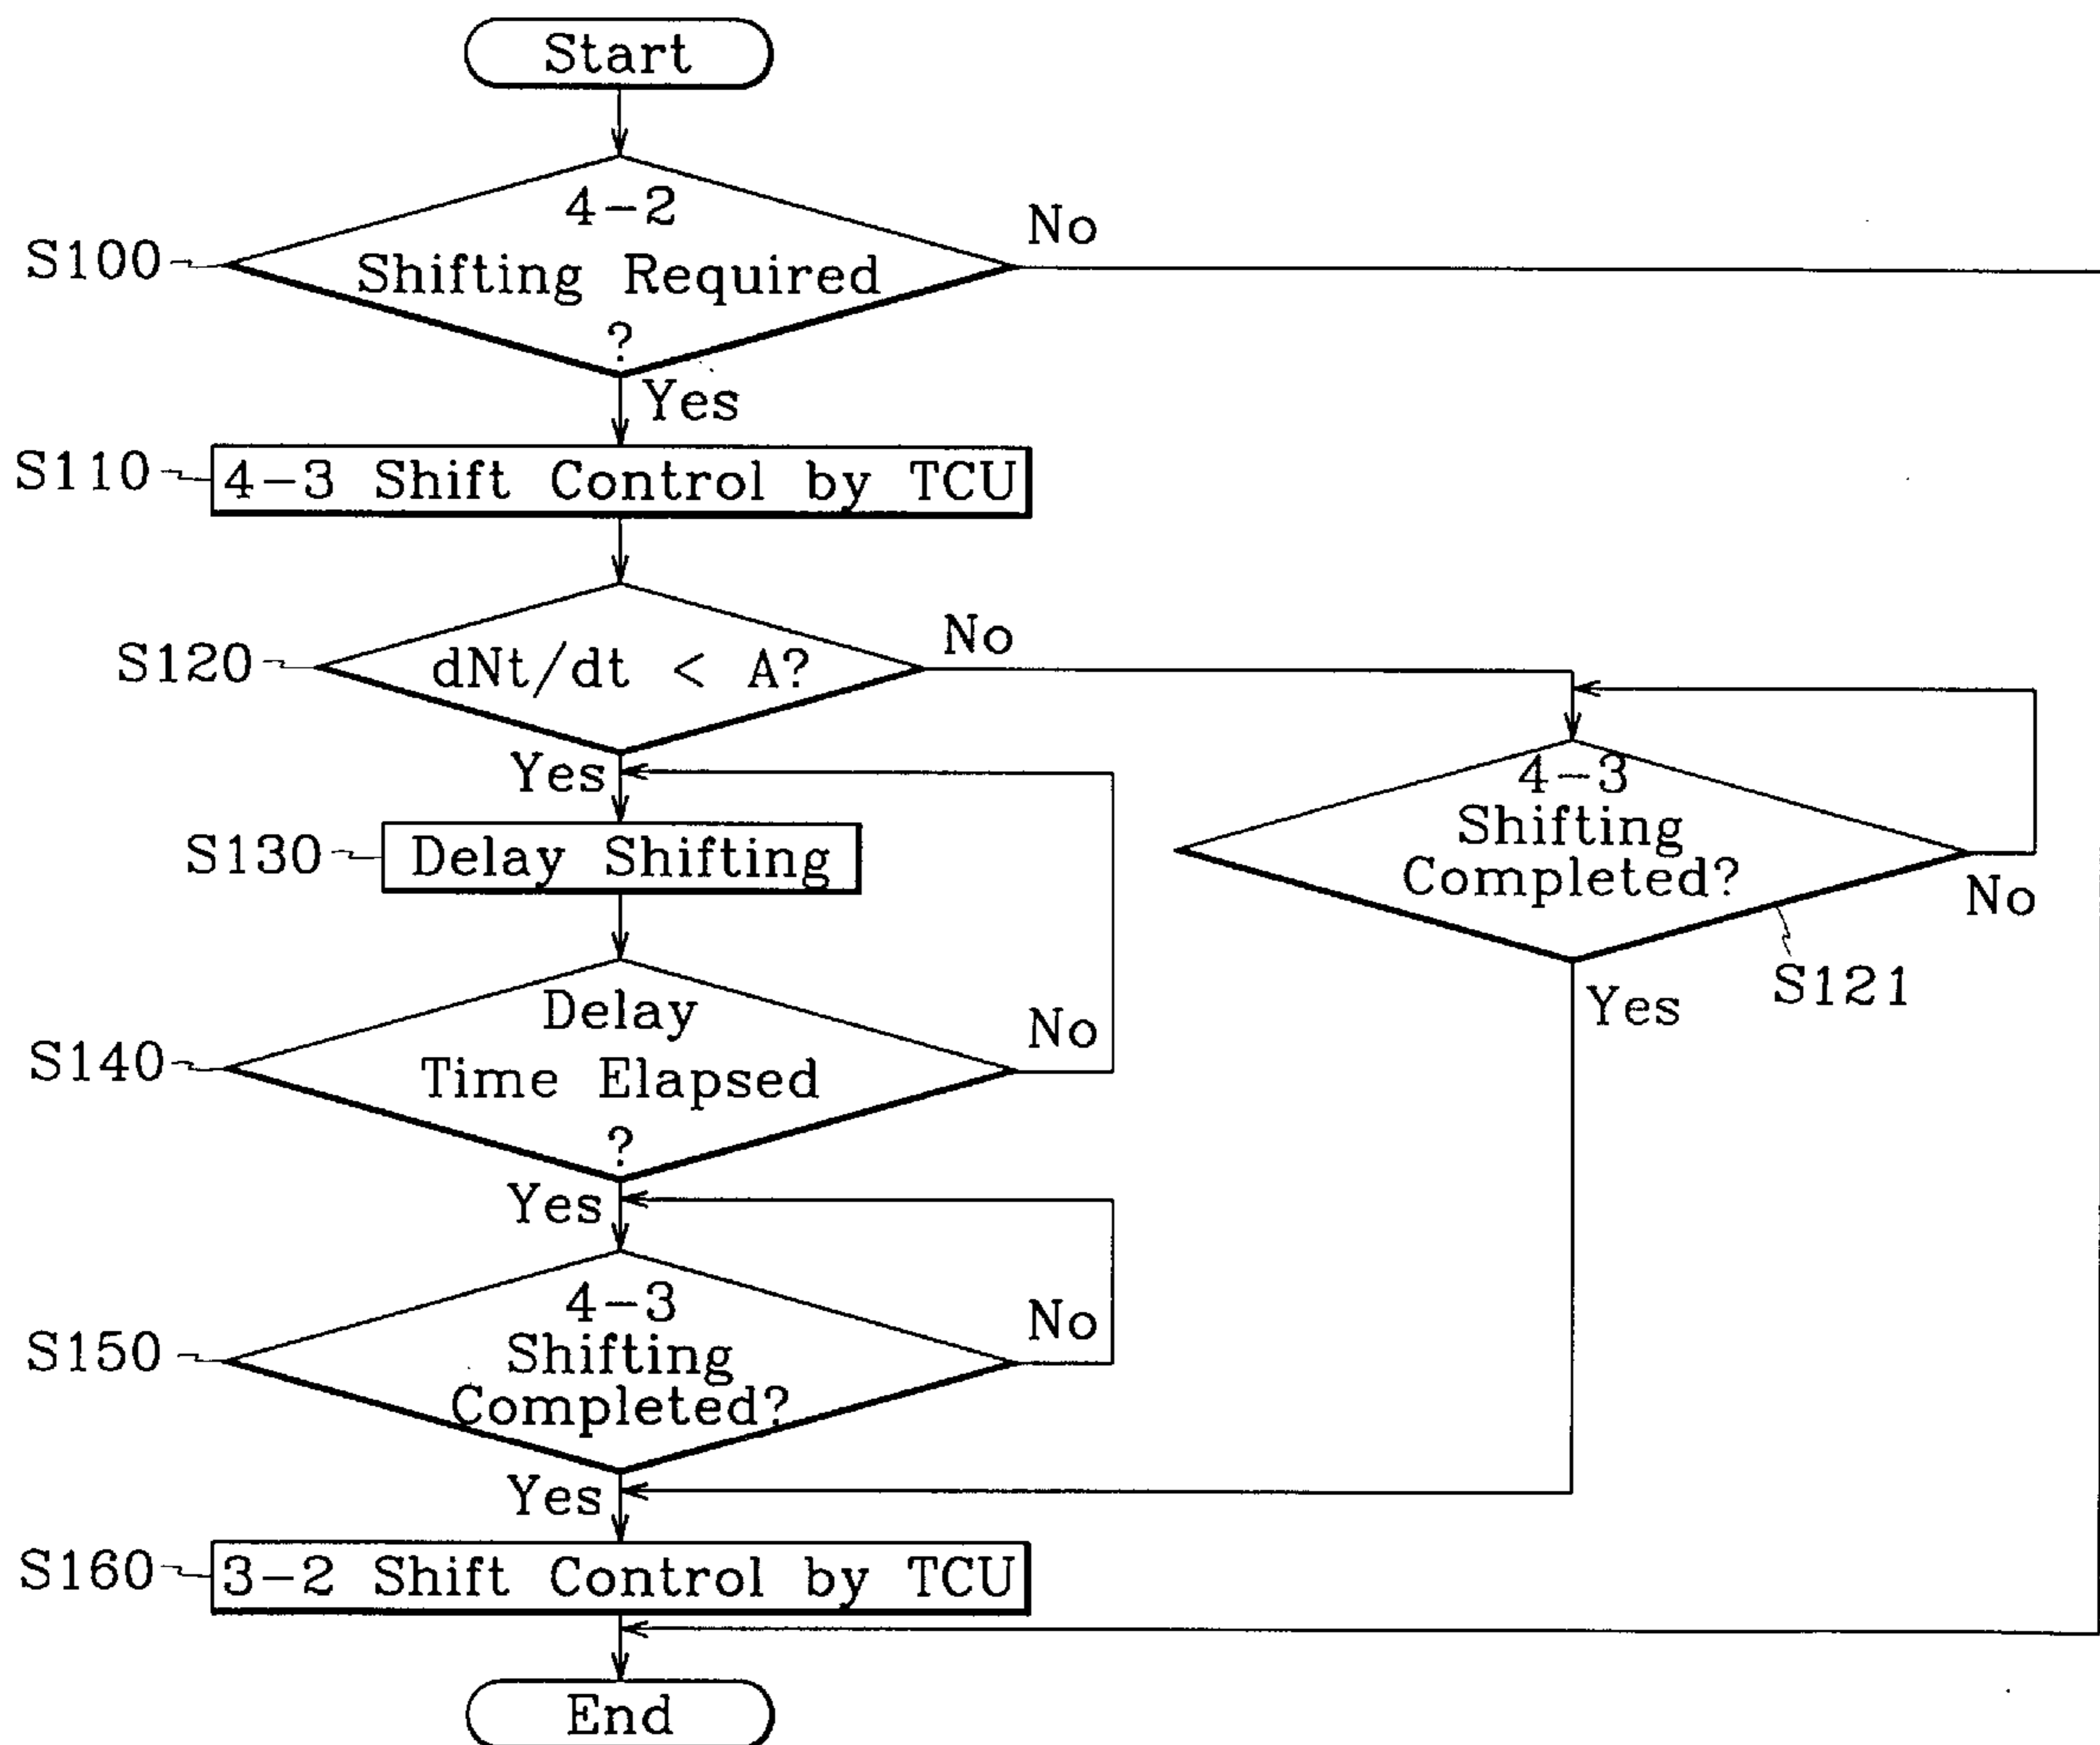 Start
4-2
No
S100
Shifting Required
?
Yes
S110
4-3 Shift Control by TCU
No
S120
dNt/dt < A?
Yes
4-3
Shifting
Completed?
No
S121
Yes
S130
Delay Shifting
Delay
No
S140
Time Elapsed
?
Yes
4-3
No
S150
Shifting
Completed?
Yes
S160
3-2 Shift Control by TCU
End